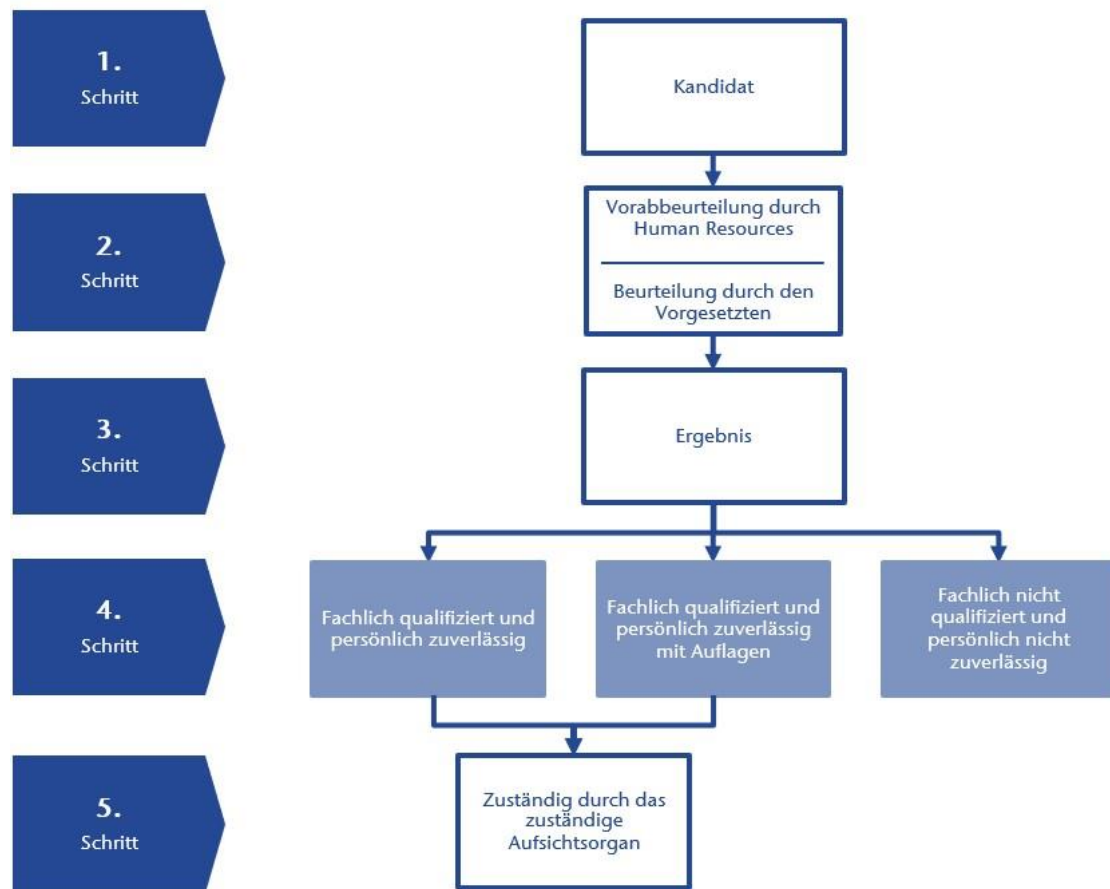 1.
Schritt
Kandidat
2.
Schritt
Vorabbeurteilung durch
Human Resources
Beurteilung durch den
Vorgesetzten
3.
Schritt
Ergebnis
4.
Schritt
Fachlich qualifiziert und
persönlich zuverlässig
Fachlich qualifiziert und
persönlich zuverlässig
mit Auflagen
Fachlich nicht
qualifiziert und
persönlich nicht
zuverlässig
5.
Schritt
Zuständig durch das
zuständige
Aufsichtsorgan